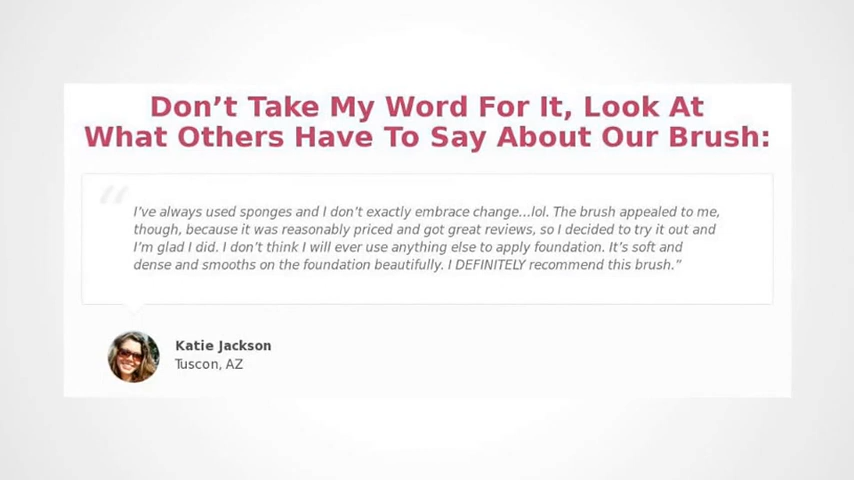 Don’t Take My Word For It, Look At
What Others Have To Say About Our Brush:
“
I’ve always used sponges and I don’t exactly embrace change...lol. The brush appealed to me,
though, because it was reasonably priced and got great reviews, so I decided to try it out and
I’m glad I did. I don’t think I will ever use anything else to apply foundation. It’s soft and
dense and smooths on the foundation beautifully. I DEFINITELY recommend this brush.”
Katie Jackson
Tuscon, AZ